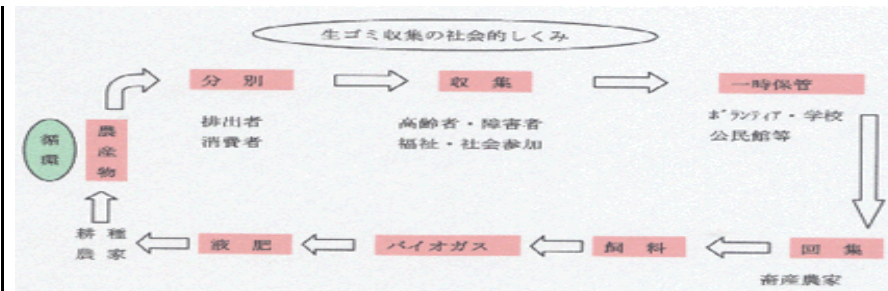 生ゴミ収集の社会的しくみ
分 別
収 集
一時保管
排出者
消費者
高齢者・障害者
福祉・社会参加
ボランティア・学校
公民館等
循
環
農
産
物
耕 種
農 家
液 肥
バイオガス
飼 料
回 集
畜産農家